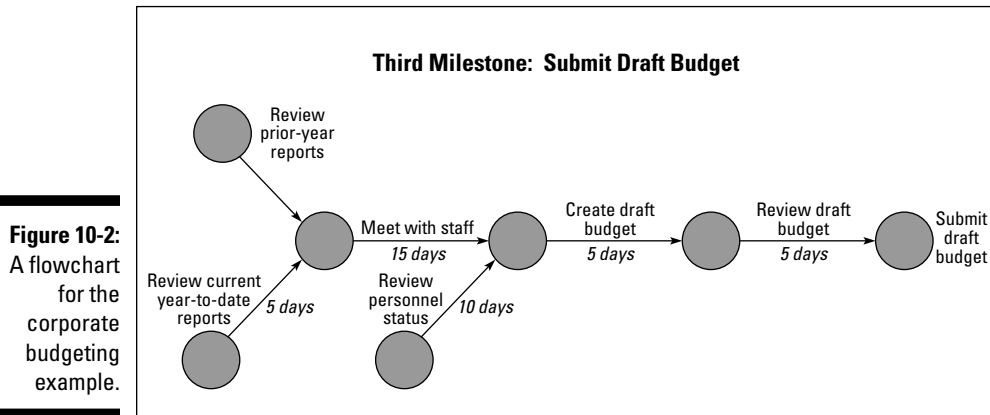 Figure 10-2:
A flowchart
for the
corporate
budgeting
example.
Third Milestone: Submit Draft Budget
Review
prior-year
reports
Review current
year-to-date
reports
5 days
Meet with staff
15 days
Review
personnel
status
10 days
Create draft
budget
5 days
Review draft
budget
5 days
Submit
draft
budget